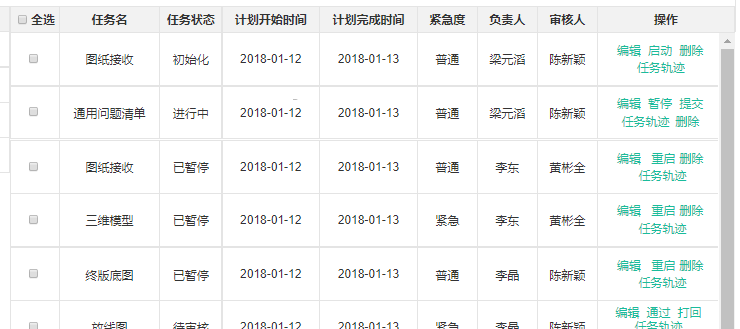 全选 任务名 任务状态 计划开始时间 计划完成时间 紧急度 负责人 审核人 操作
图纸接收 初始化 2018-01-12 2018-01-13 普通 梁元滔 陈新颖 编辑 启动 删除
任务轨迹
通用问题清单 进行中 2018-01-12 2018-01-13 普通 梁元滔 陈新颖 编辑 暂停 提交
任务轨迹 删除
图纸接收 已暂停 2018-01-12 2018-01-13 普通 李东 黄彬全 编辑 重启 删除
任务轨迹
三维模型 已暂停 2018-01-12 2018-01-13 紧急 李东 黄彬全 编辑 重启 删除
任务轨迹
终版底图 已暂停 2018-01-12 2018-01-13 普通 李晶 陈新颖 编辑 重启 删除
任务轨迹
放线图 待审核 2018-01-12 2018-01-13 紧急 李晶 陈新颖 编辑 通过 打回
任务轨迹